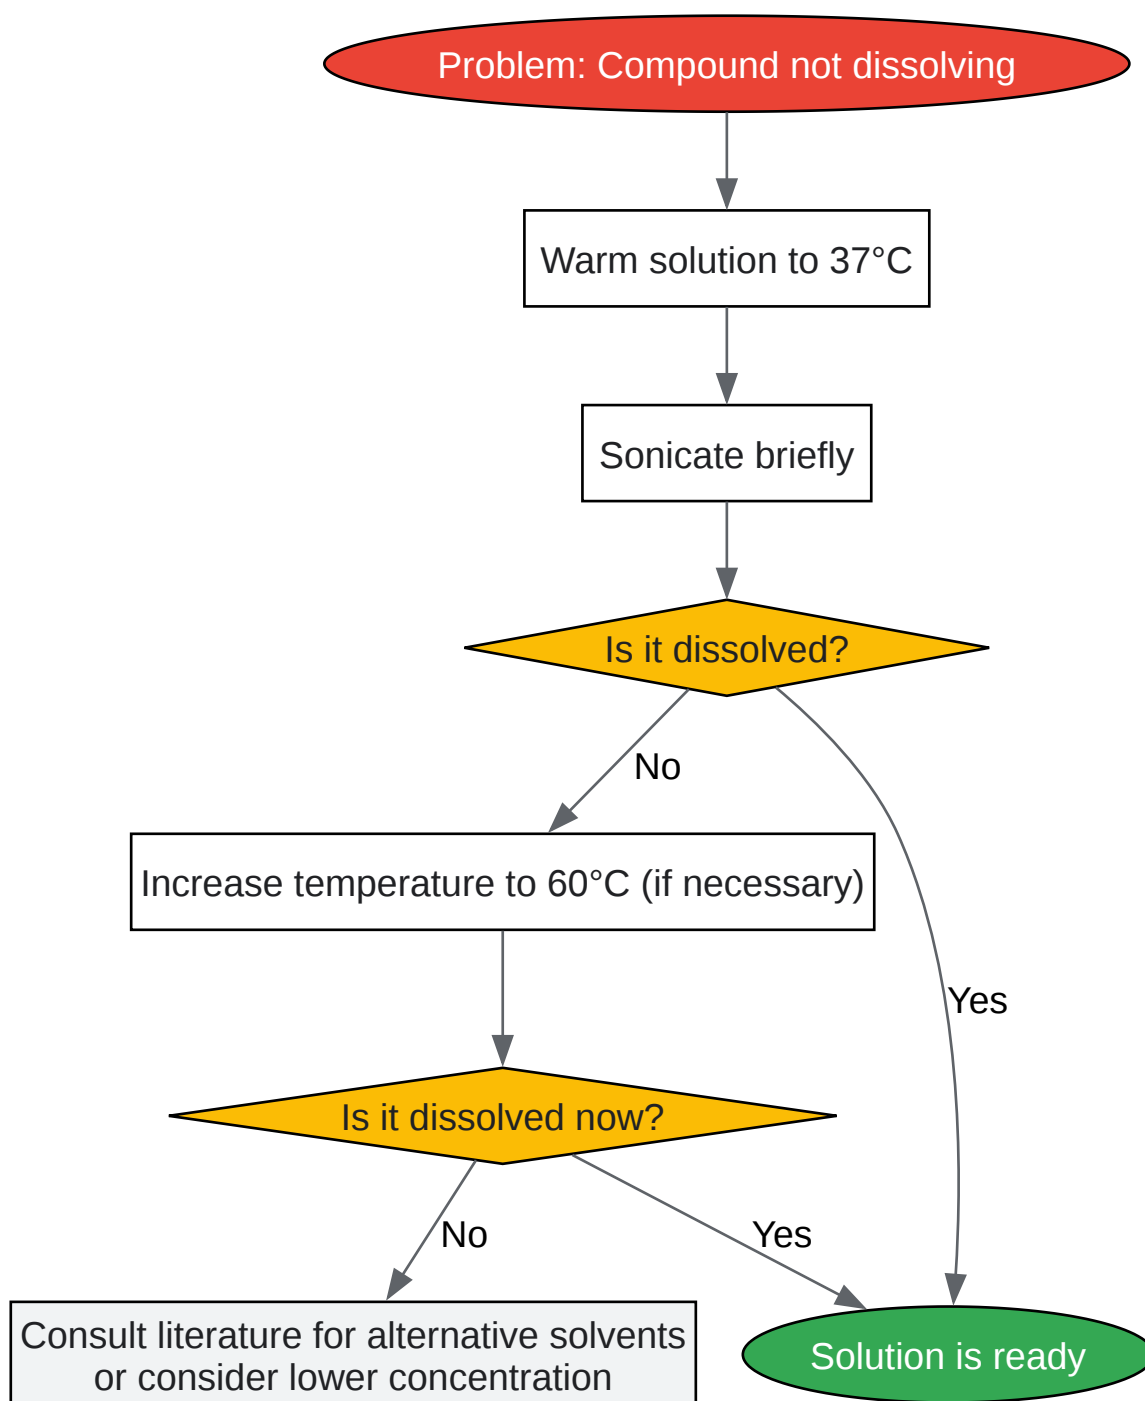 Problem: Compound not dissolving
Warm solution to 37°C
Sonicate briefly
Is it dissolved?
No
Increase temperature to 60°C (if necessary)
Yes
Is it dissolved now?
No
Yes
Consult literature for alternative solvents
or consider lower concentration
Solution is ready